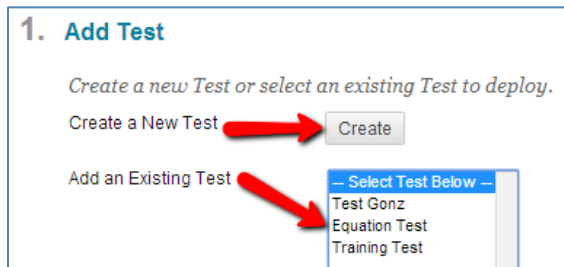 1. Add Test
Create a new Test or select an existing Test to deploy.
Create a New Test Create
Add an Existing Test -- Select Test Below --
Test Gonz
Equation Test
Training Test